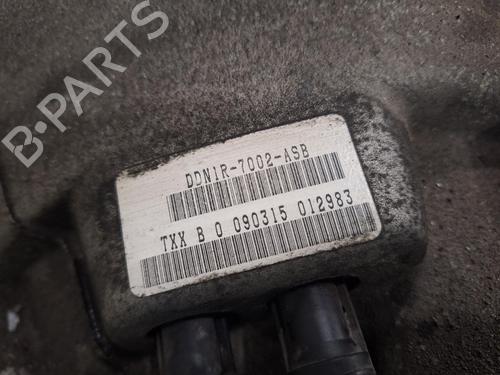 B-PARTS
DDN1R-7002-ASB
TXX B 0 090315 012983